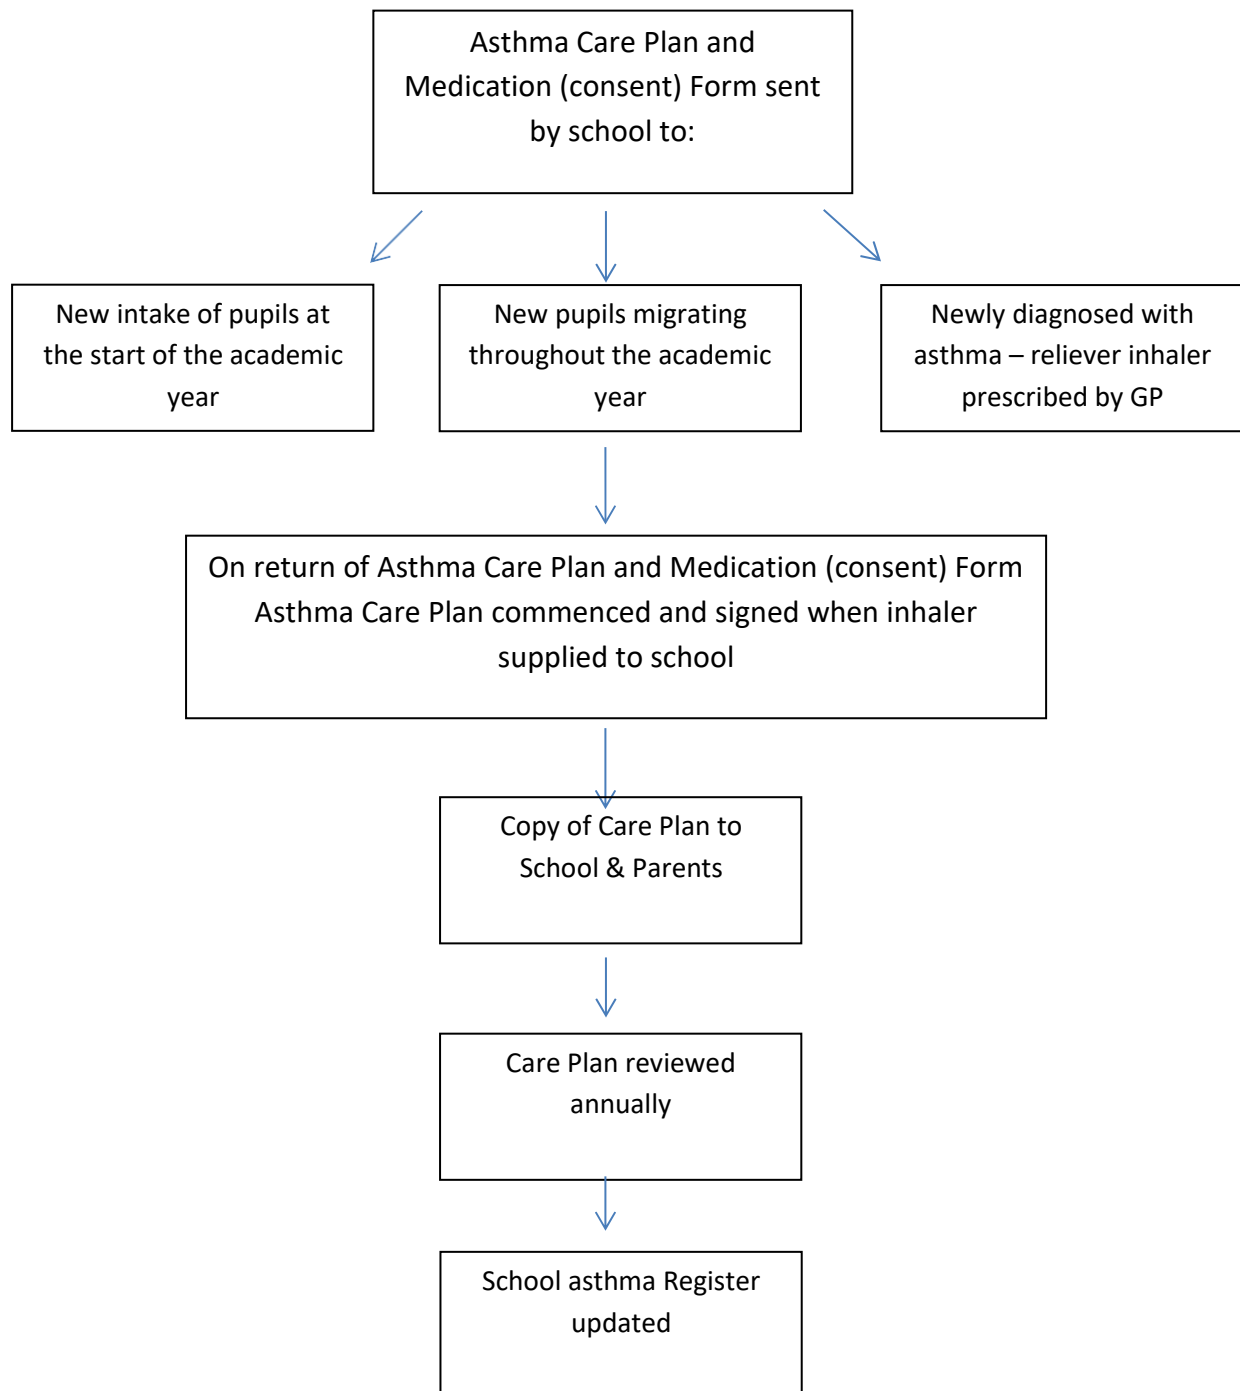 Asthma Care Plan and
Medication (consent) Form sent
by school to:
New intake of pupils at
the start of the academic
year
New pupils migrating
throughout the academic
year
Newly diagnosed with
asthma – reliever inhaler
prescribed by GP
On return of Asthma Care Plan and Medication (consent) Form
Asthma Care Plan commenced and signed when inhaler
supplied to school
Copy of Care Plan to
School & Parents
Care Plan reviewed
annually
School asthma Register
updated